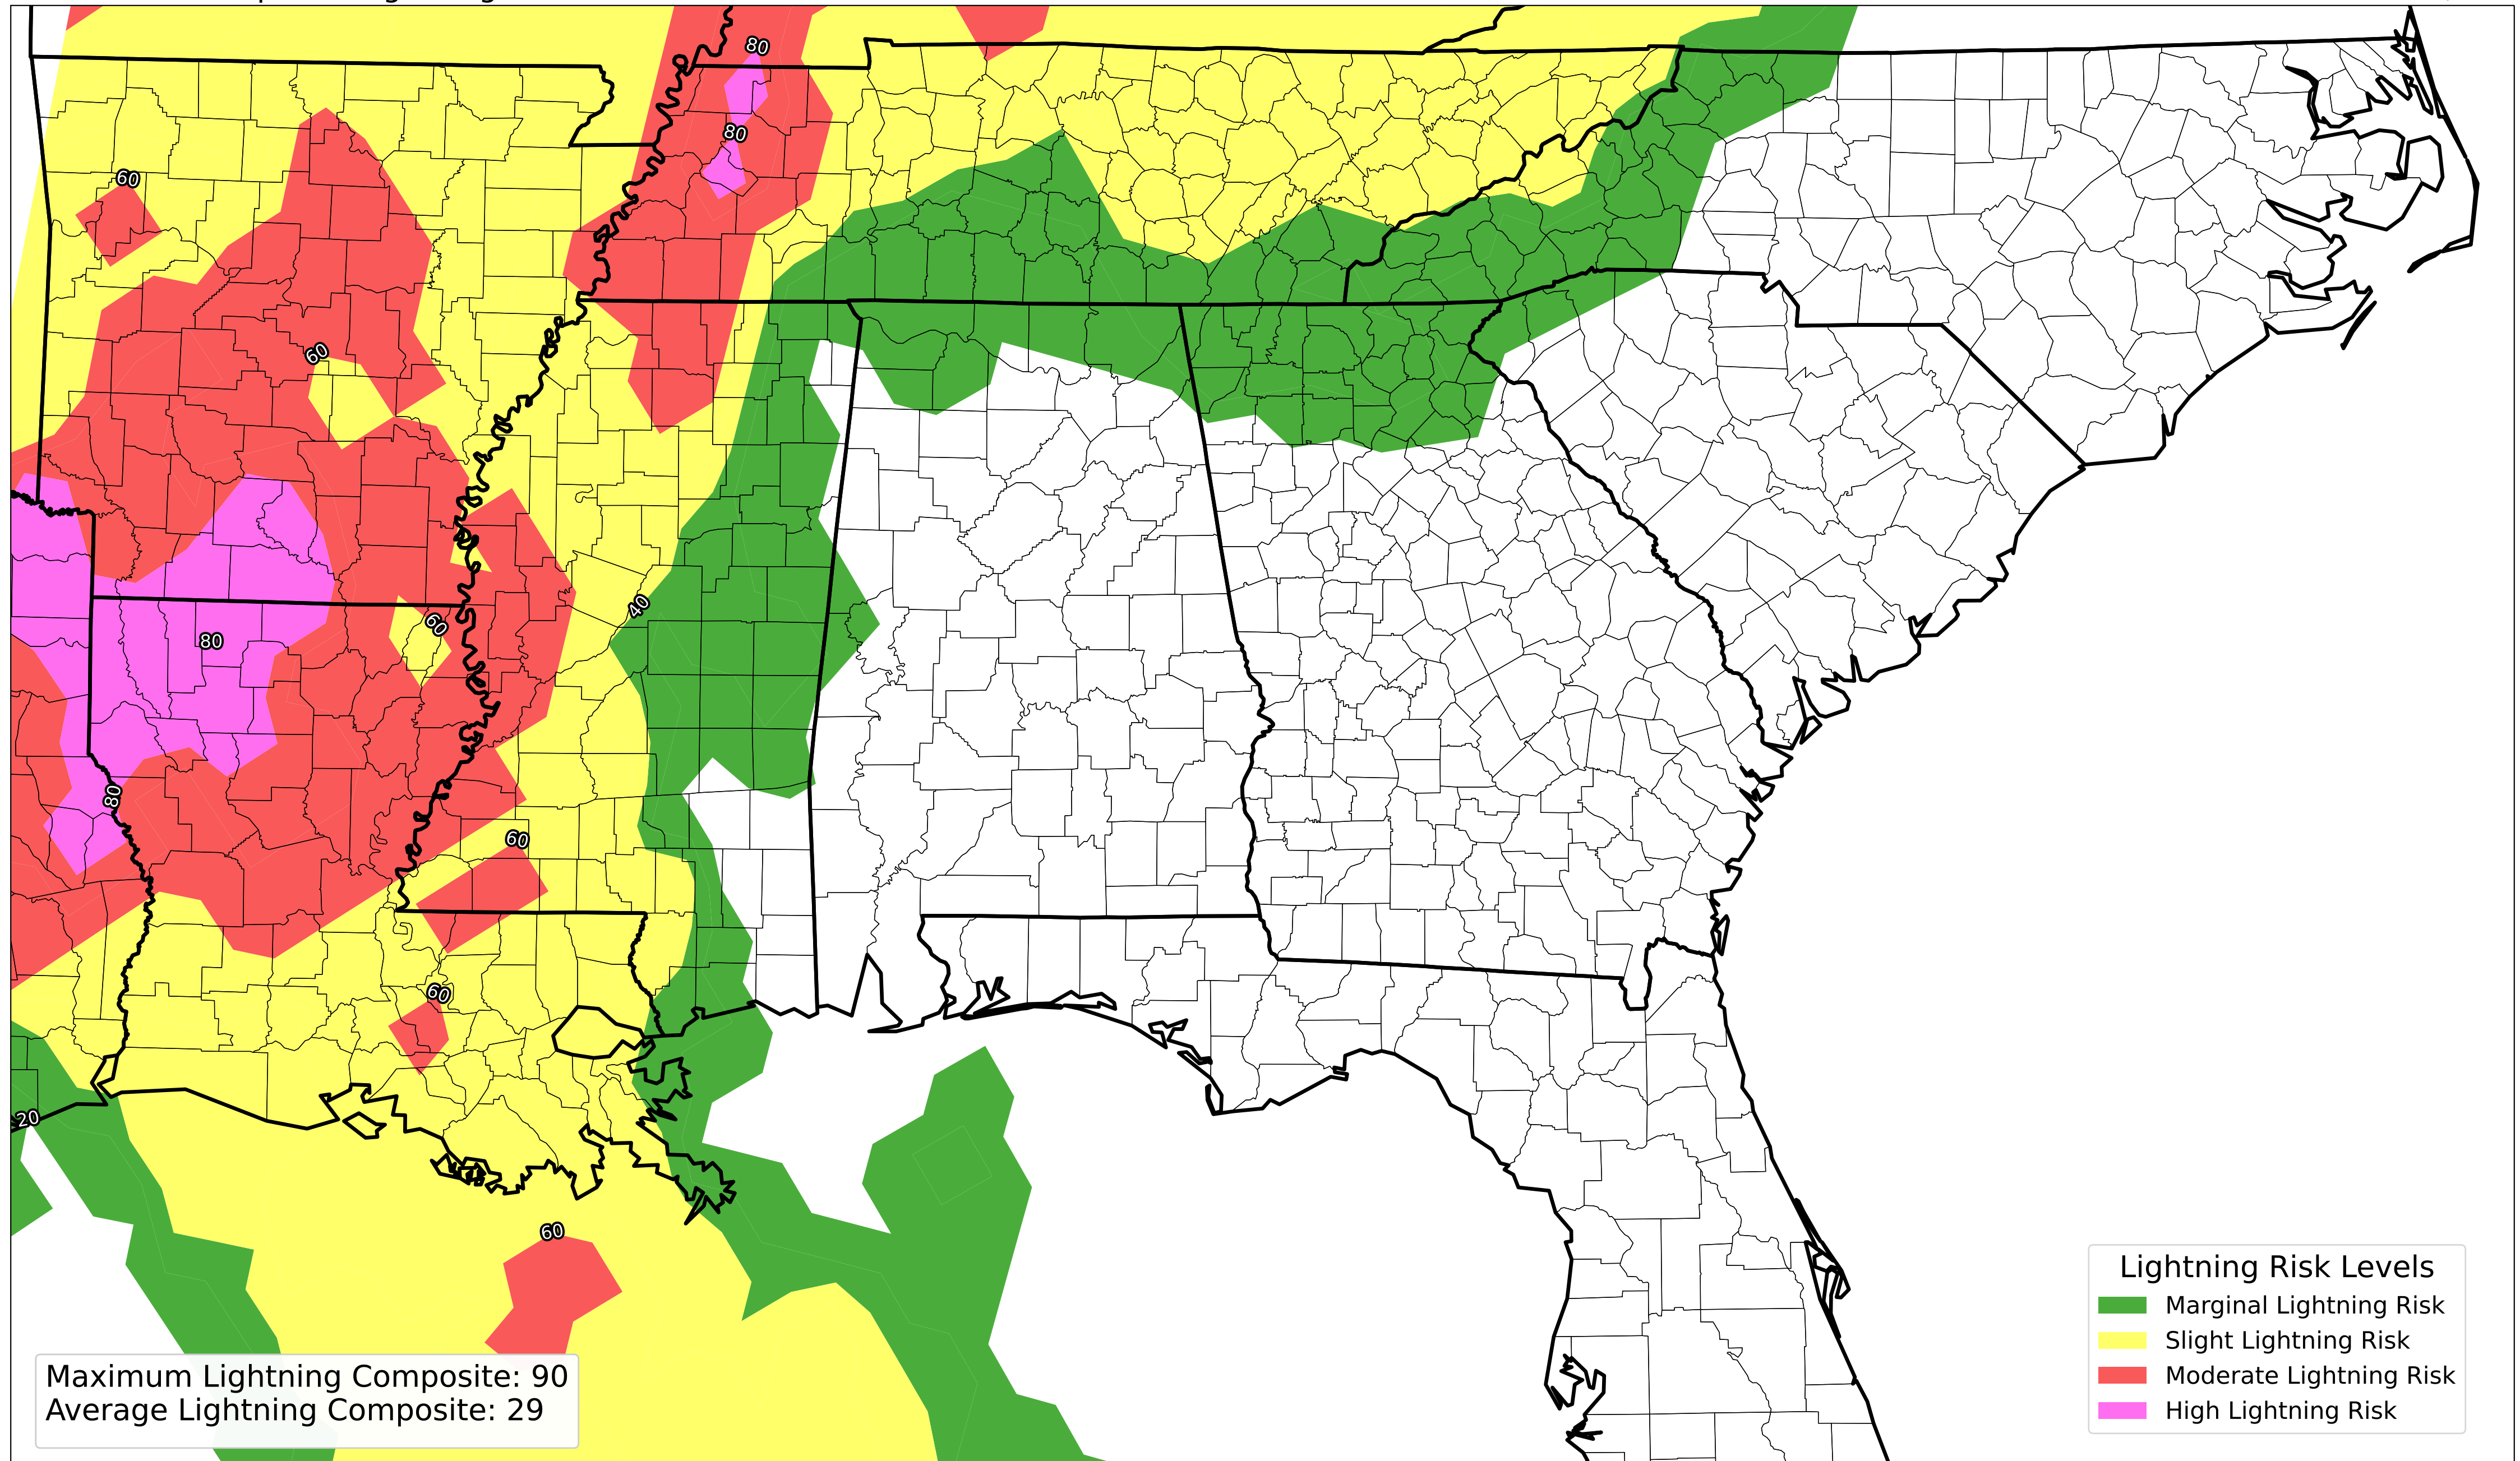 80
80
60
60
40
60
80
80
60
60
20
60
Lightning Risk Levels
Marginal Lightning Risk
Slight Lightning Risk
Moderate Lightning Risk
High Lightning Risk
Maximum Lightning Composite: 90
Average Lightning Composite: 29